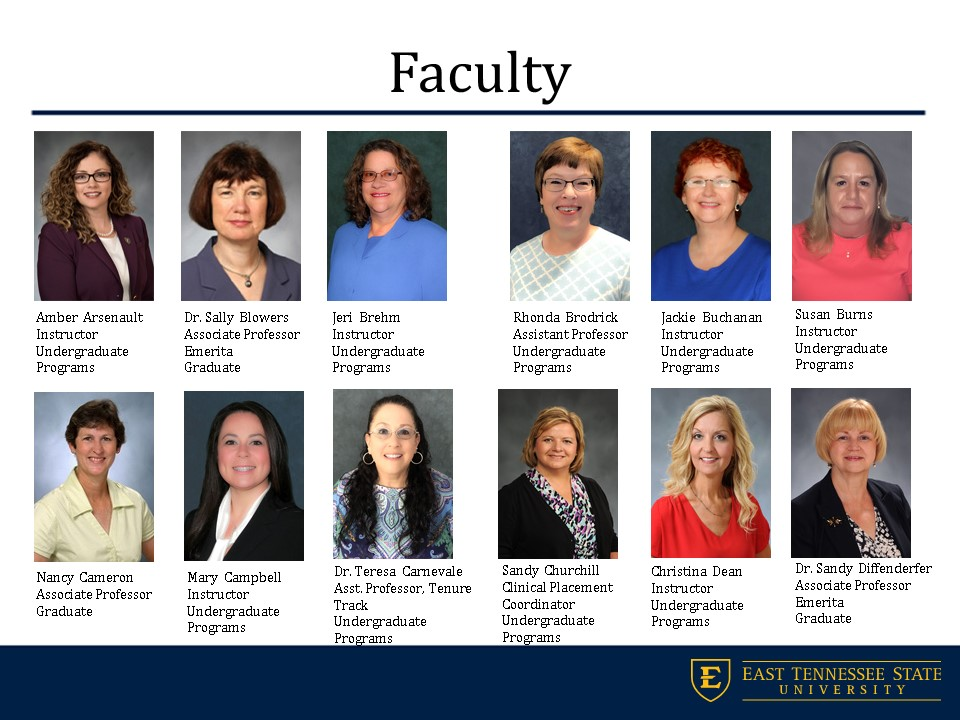 Faculty
Amber Arsenault
Instructor
Undergraduate
Programs
Dr. Sally Blowers
Associate Professor
Emerita
Graduate
Jeri Brehm
Instructor
Undergraduate
Programs
Rhonda Brodrick
Assistant Professor
Undergraduate
Programs
Jackie Buchanan
Instructor
Undergraduate
Programs
Susan Burns
Instructor
Undergraduate
Programs
Nancy Cameron
Associate Professor
Graduate
Mary Campbell
Instructor
Undergraduate
Programs
Dr. Teresa Carnevale
Asst. Professor, Tenure
Track
Undergraduate
Programs
Sandy Churchill
Clinical Placement
Coordinator
Undergraduate
Programs
Christina Dean
Instructor
Undergraduate
Programs
Dr. Sandy Diffenderfer
Associate Professor
Emerita
Graduate
E
EAST TENNESSEE STATE
UNIVERSITY